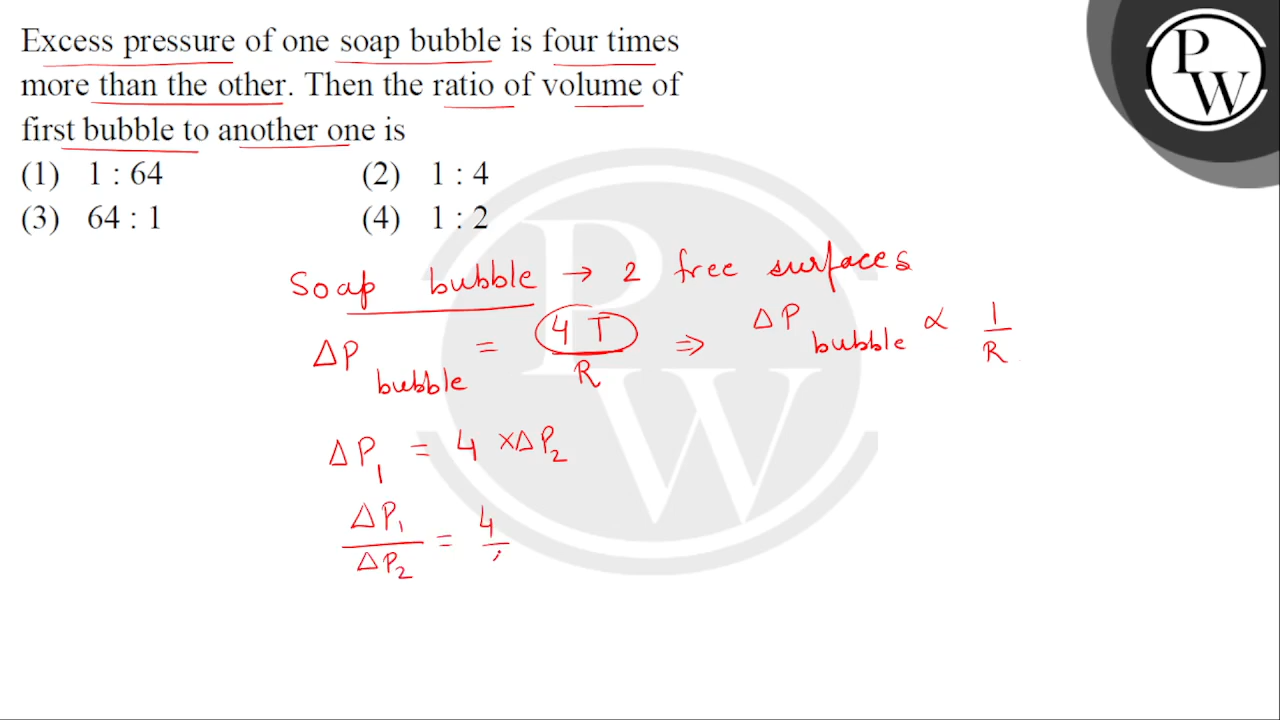 Excess pressure of one soap bubble is four times
more than the other. Then the ratio of volume of
first bubble to another one is
(1) 1 : 64 (2) 1 : 4
(3) 64 : 1 (4) 1 : 2
Soap bubble → 2 free surfaces
ΔP bubble = 4 T / R ⇒ ΔP bubble ∝ 1 / R
ΔP1 = 4 × ΔP2
ΔP1 / ΔP2 = 4 /
P W
P W